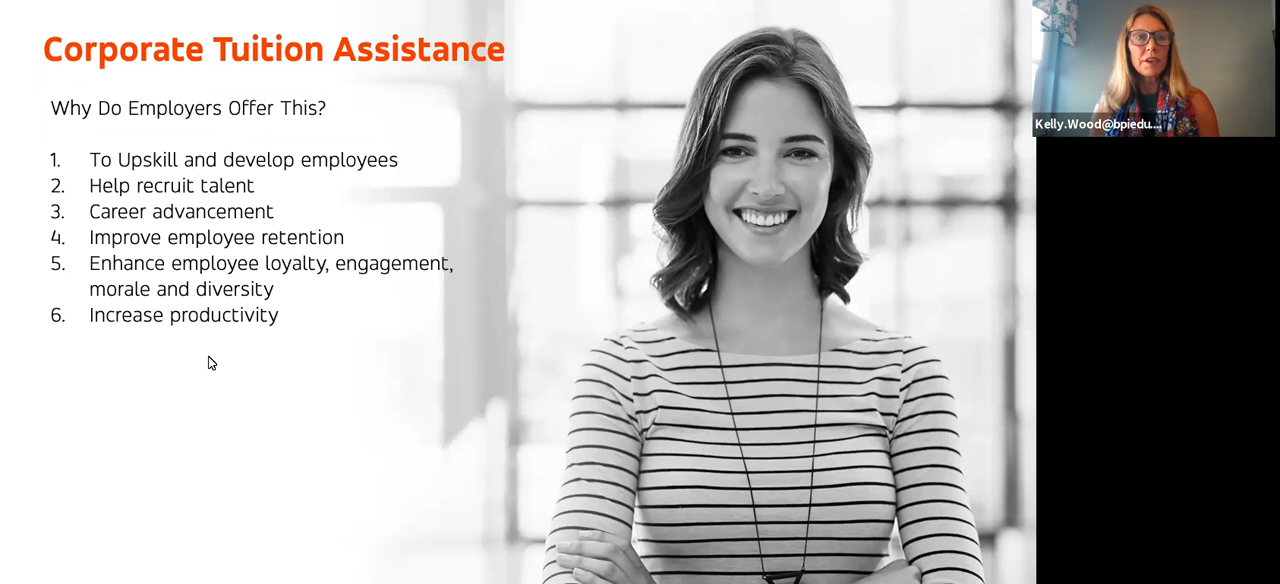 Corporate Tuition Assistance
Why Do Employers Offer This?
1. To Upskill and develop employees
2. Help recruit talent
3. Career advancement
4. Improve employee retention
5. Enhance employee loyalty, engagement,
morale and diversity
6. Increase productivity
Kelly.Wood@bpiedu....